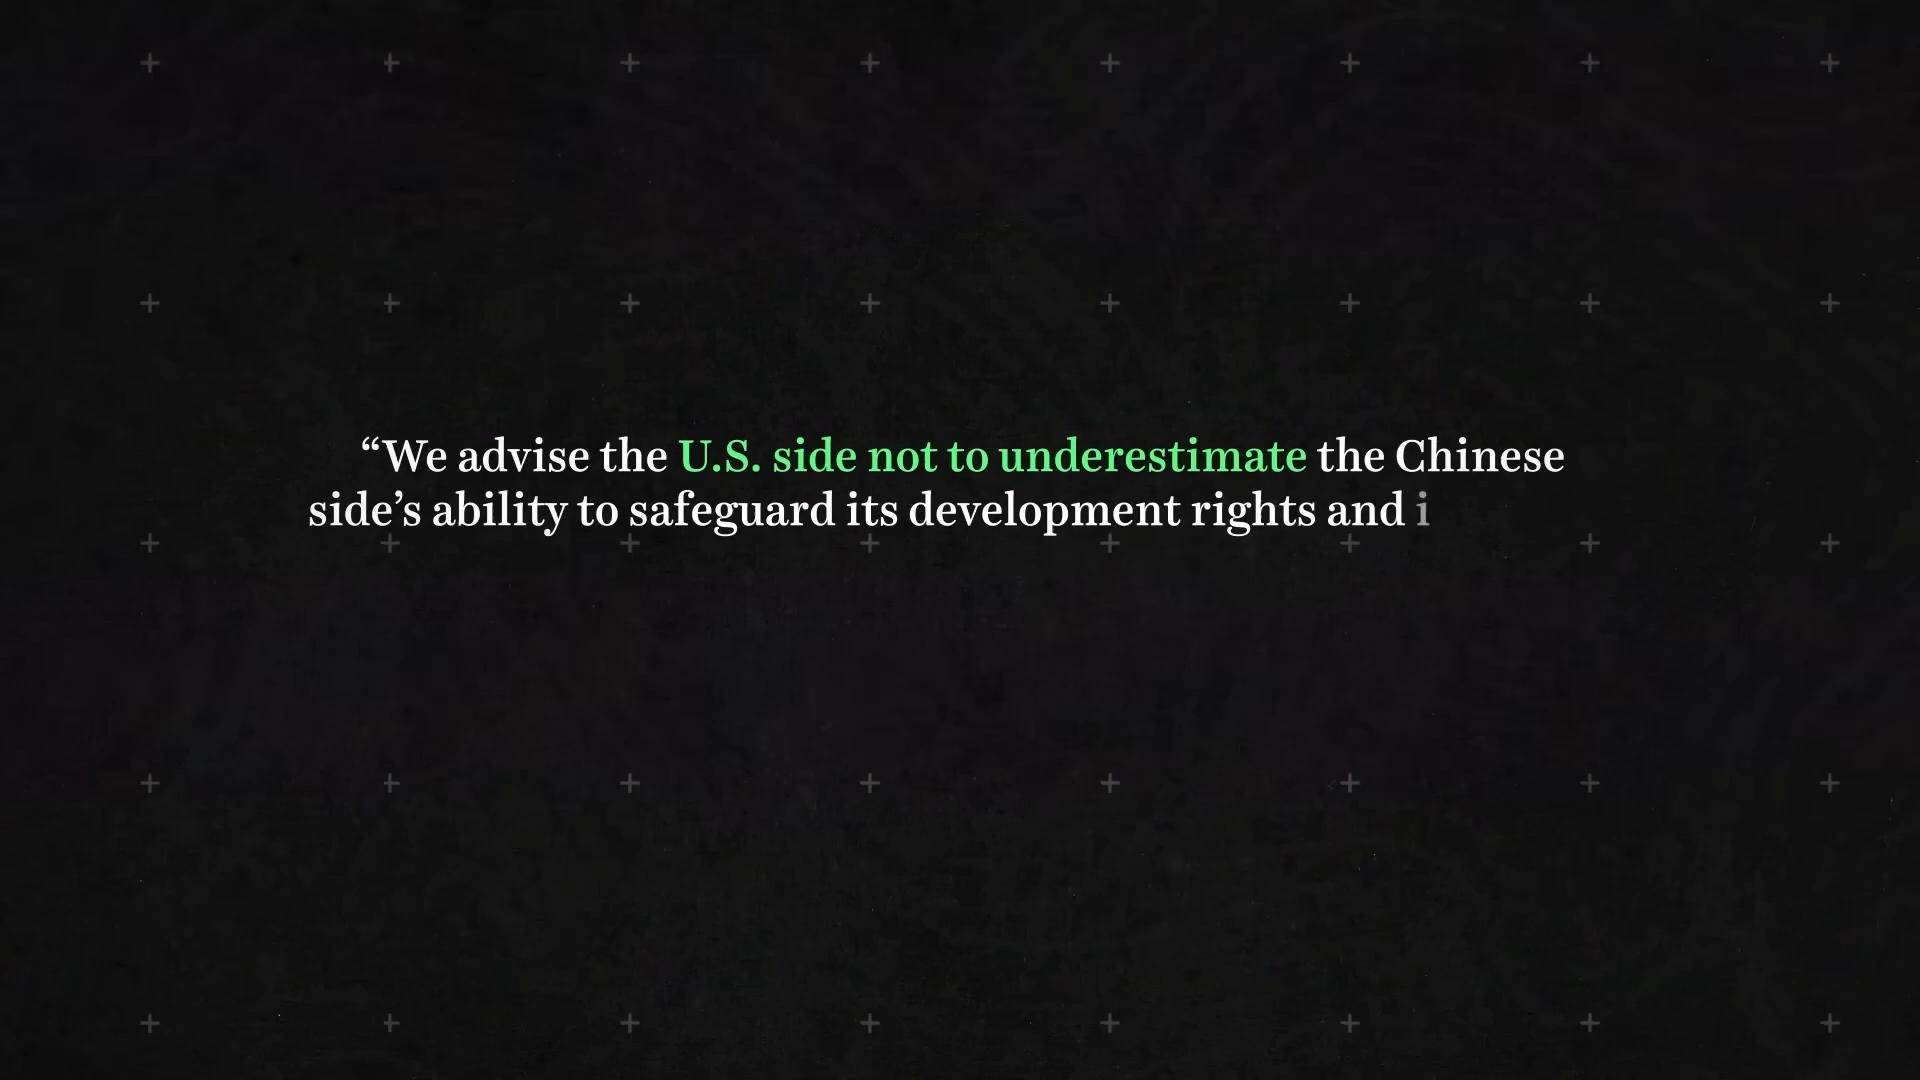 “We advise the U.S. side not to underestimate the Chinese
side’s ability to safeguard its development rights and i